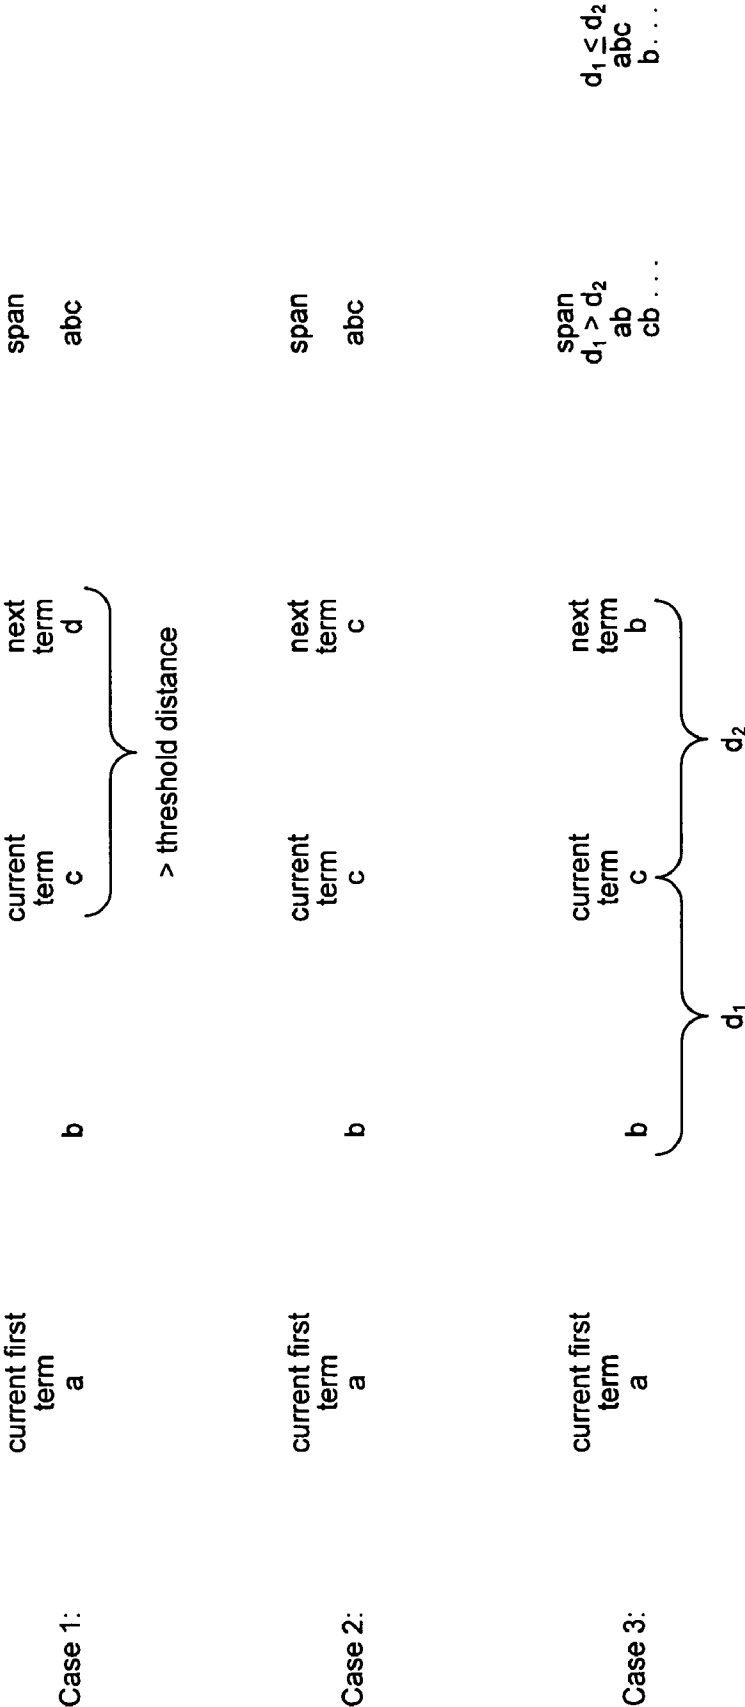 current first
term
a
b
current
term
c
next
term
d
span
abc
Case 1:
> threshold distance
current first
term
a
b
current
term
c
next
term
c
span
abc
Case 2:
current first
term
a
b
current
term
c
next
term
b
span
d₁ > d₂
ab
cb . . . .
d₁ ≤ d₂
abc
b. . . .
Case 3:
d₁
d₂